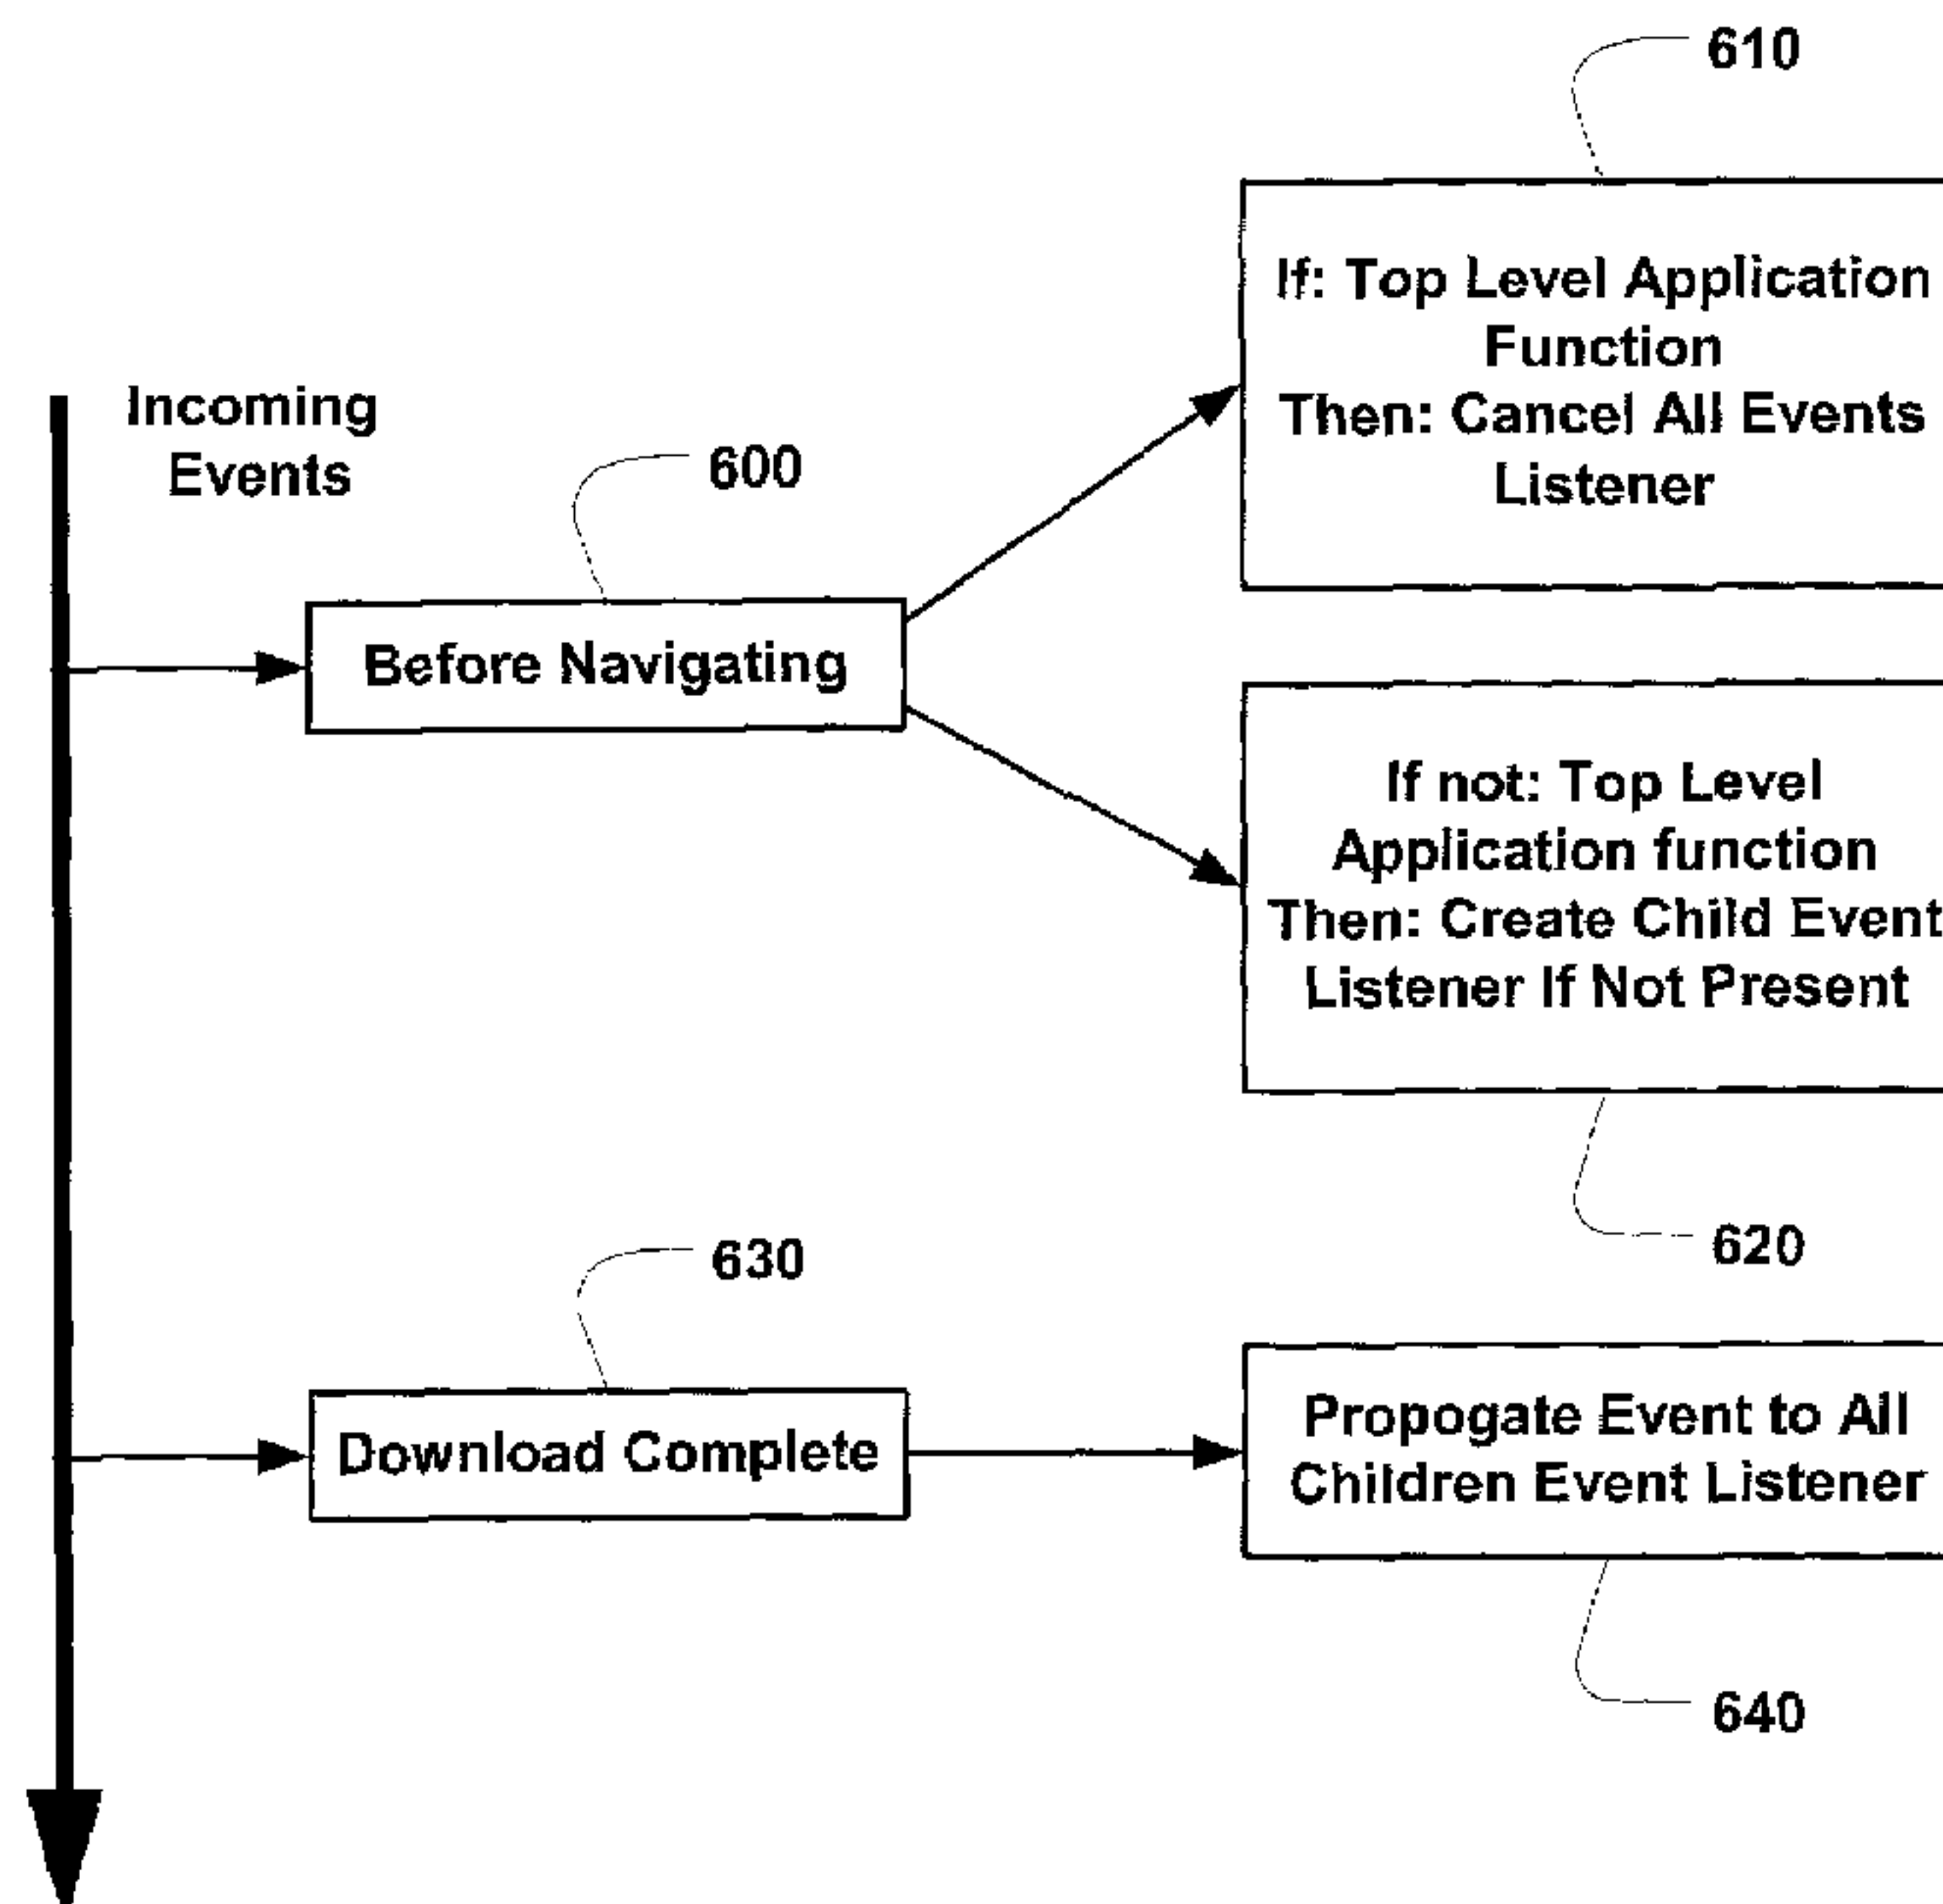 610
If: Top Level Application
Function
Then: Cancel All Events
Listener
Incoming
Events
600
Before Navigating
If not: Top Level
Application function
Then: Create Child Event
Listener If Not Present
620
630
Download Complete
Propogate Event to All
Children Event Listener
640